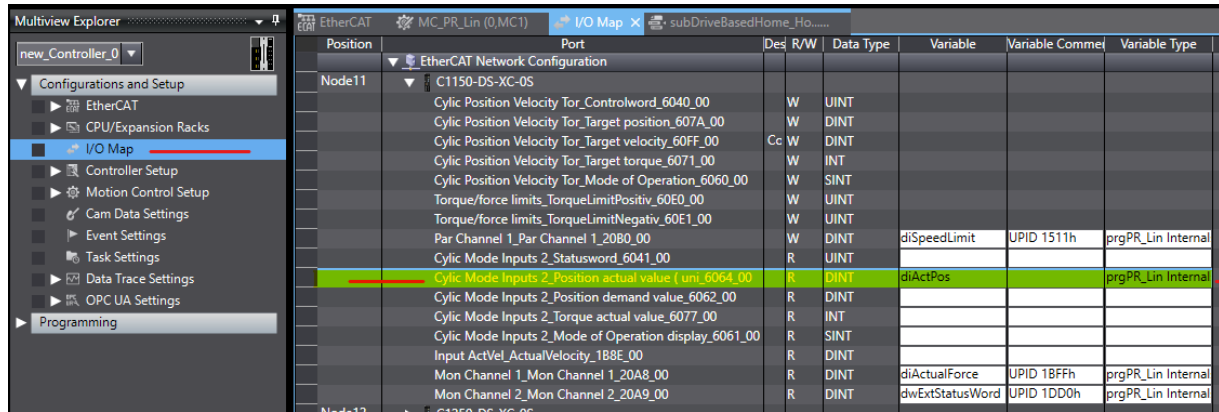 Multiview Explorer
new_Controller_0
Configurations and Setup
EtherCAT
CPU/Expansion Racks
I/O Map
Controller Setup
Motion Control Setup
Cam Data Settings
Event Settings
Task Settings
Data Trace Settings
OPC UA Settings
Programming
EtherCAT MC_PR_Lin (0,MC1) I/O Map subDriveBasedHome_Ho......
Position Port Des R/W Data Type Variable Variable Commen Variable Type
EtherCAT Network Configuration
Node11 C1150-DS-XC-0S
Cylic Position Velocity Tor_Controlword_6040_00 W UINT
Cylic Position Velocity Tor_Target position_607A_00 W DINT
Cylic Position Velocity Tor_Target velocity_60FF_00 Cc W DINT
Cylic Position Velocity Tor_Target torque_6071_00 W INT
Cylic Position Velocity Tor_Mode of Operation_6060_00 W SINT
Torque/force limits_TorqueLimitPositiv_60E0_00 W UINT
Torque/force limits_TorqueLimitNegativ_60E1_00 W UINT
Par Channel 1_Par Channel 1_20B0_00 W DINT diSpeedLimit UPID 1511h prgPR_Lin Internal
Cylic Mode Inputs 2_Statusword_6041_00 R UINT
Cylic Mode Inputs 2_Position actual value ( uni_6064_00 R DINT diActPos prgPR_Lin Internal
Cylic Mode Inputs 2_Position demand value_6062_00 R DINT
Cylic Mode Inputs 2_Torque actual value_6077_00 R INT
Cylic Mode Inputs 2_Mode of Operation display_6061_00 R SINT
Input ActVel_ActualVelocity_1B8E_00 R DINT
Mon Channel 1_Mon Channel 1_20A8_00 R DINT diActualForce UPID 1BFFh prgPR_Lin Internal
Mon Channel 2_Mon Channel 2_20A9_00 R DINT dwExtStatusWord UPID 1DD0h prgPR_Lin Internal